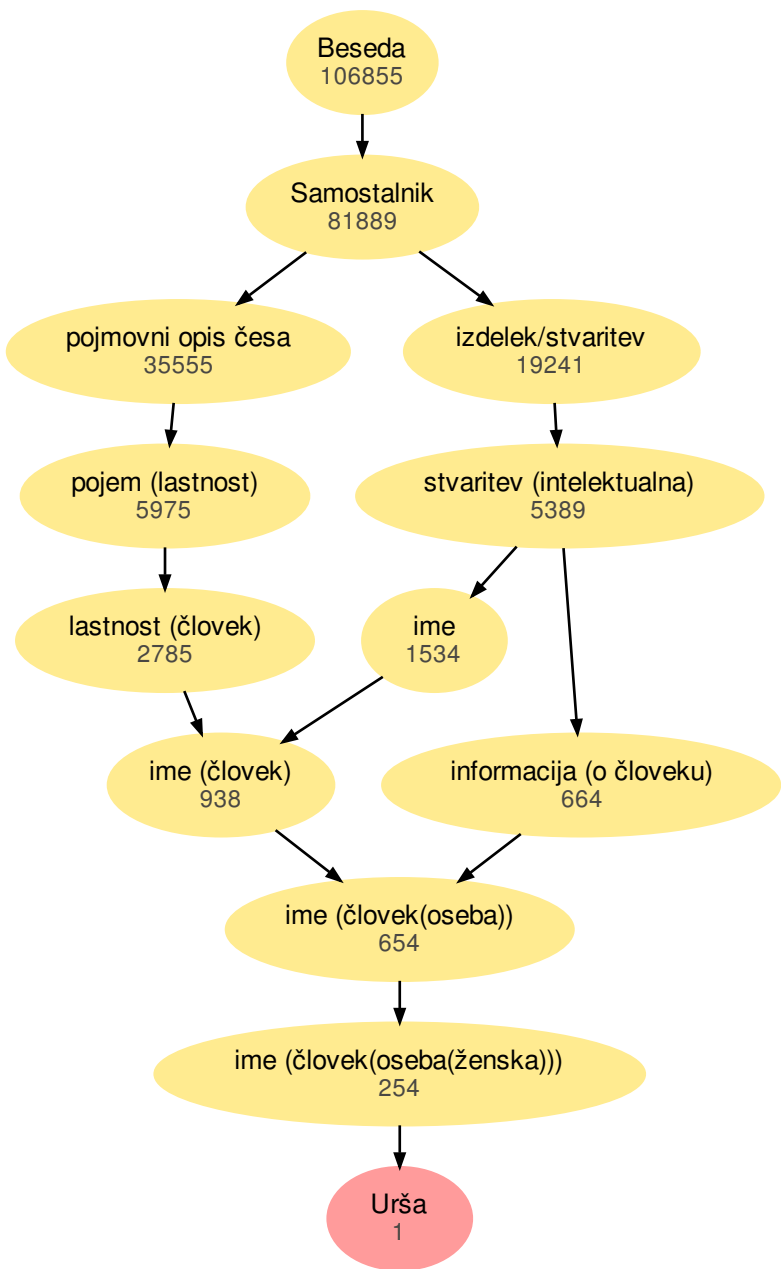 Beseda
106855
Samostalnik
81889
pojmovni opis česa
35555
izdelek/stvaritev
19241
pojem (lastnost)
5975
stvaritev (intelektualna)
5389
lastnost (človek)
2785
ime
1534
ime (človek)
938
informacija (o človeku)
664
ime (človek(oseba))
654
ime (človek(oseba(ženska)))
254
Urša
1